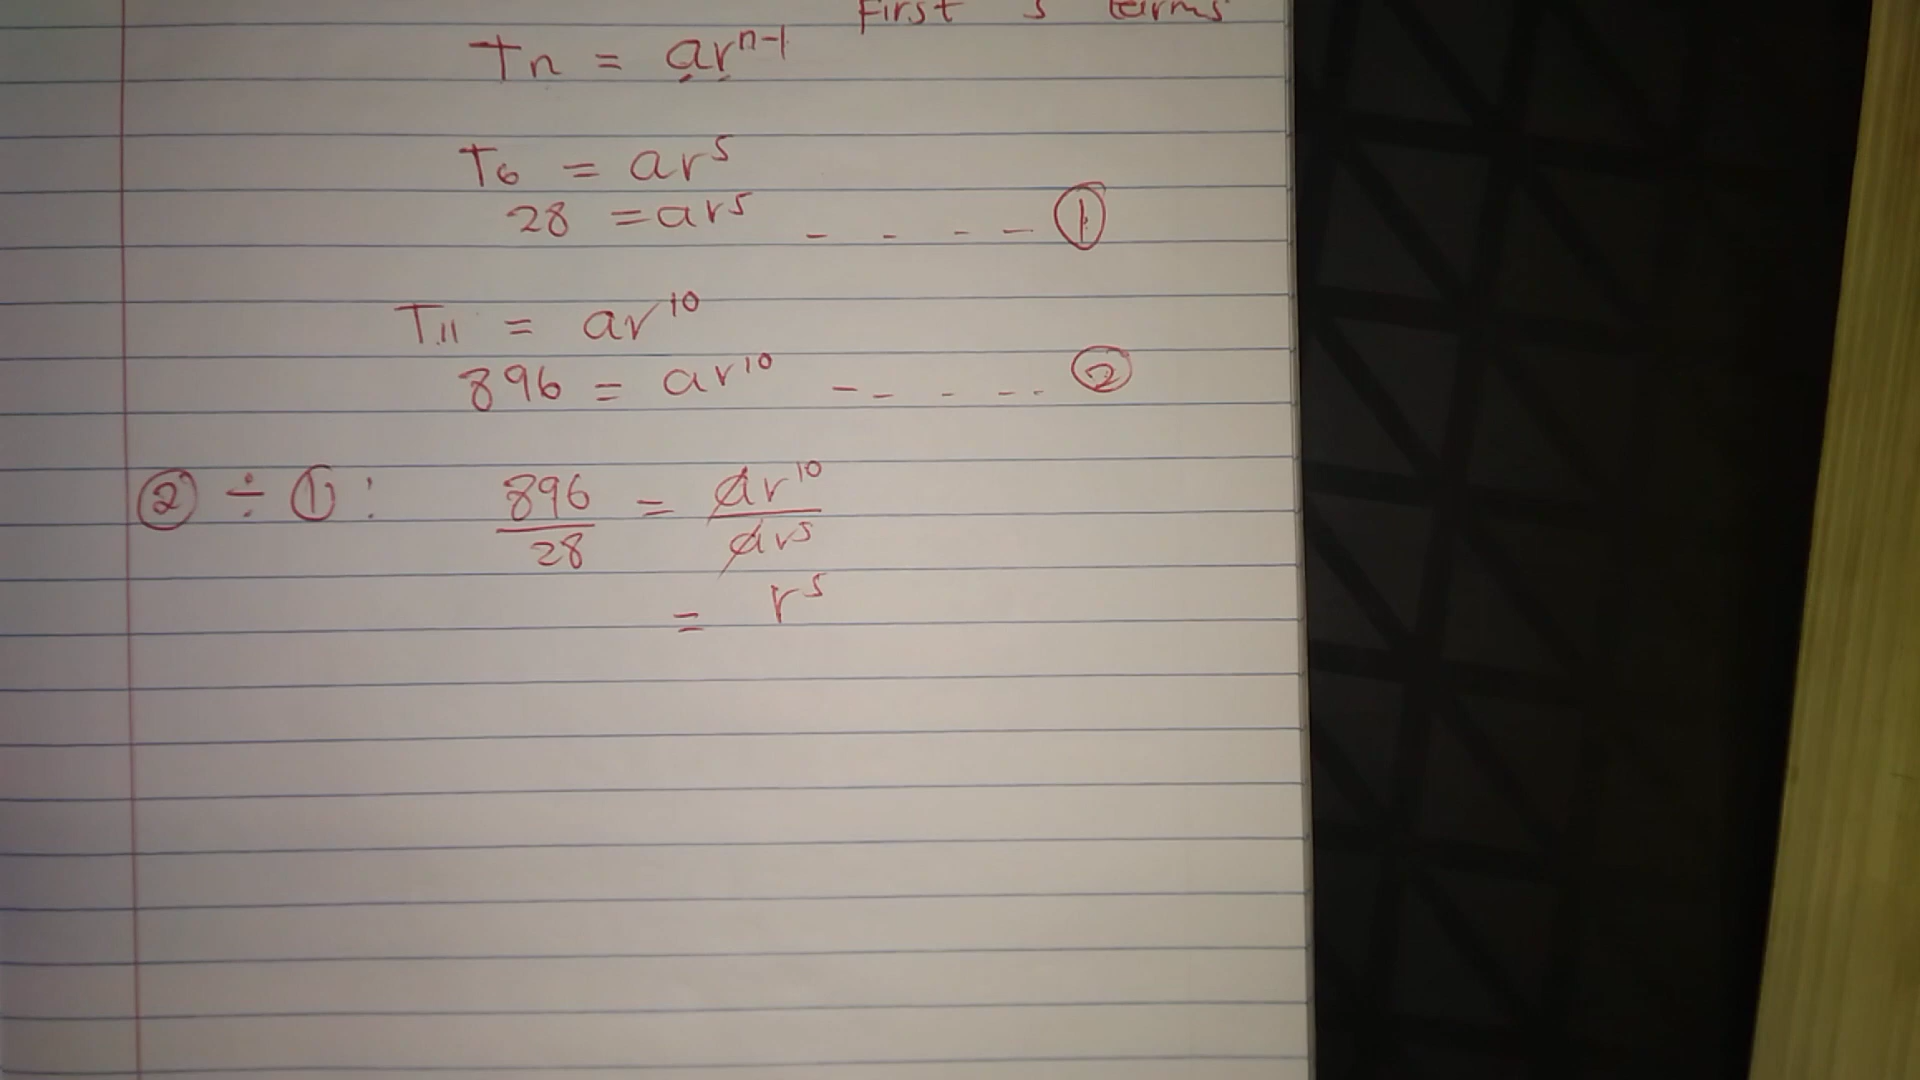 First 5 terms
Tn = ar^n-1
T6 = ar^5
28 = ar^5 - - - - ①
T11 = ar^10
896 = ar^10 - - - - - ②
② ÷ ① : 896/28 = ar^10/ar^5
= r^5